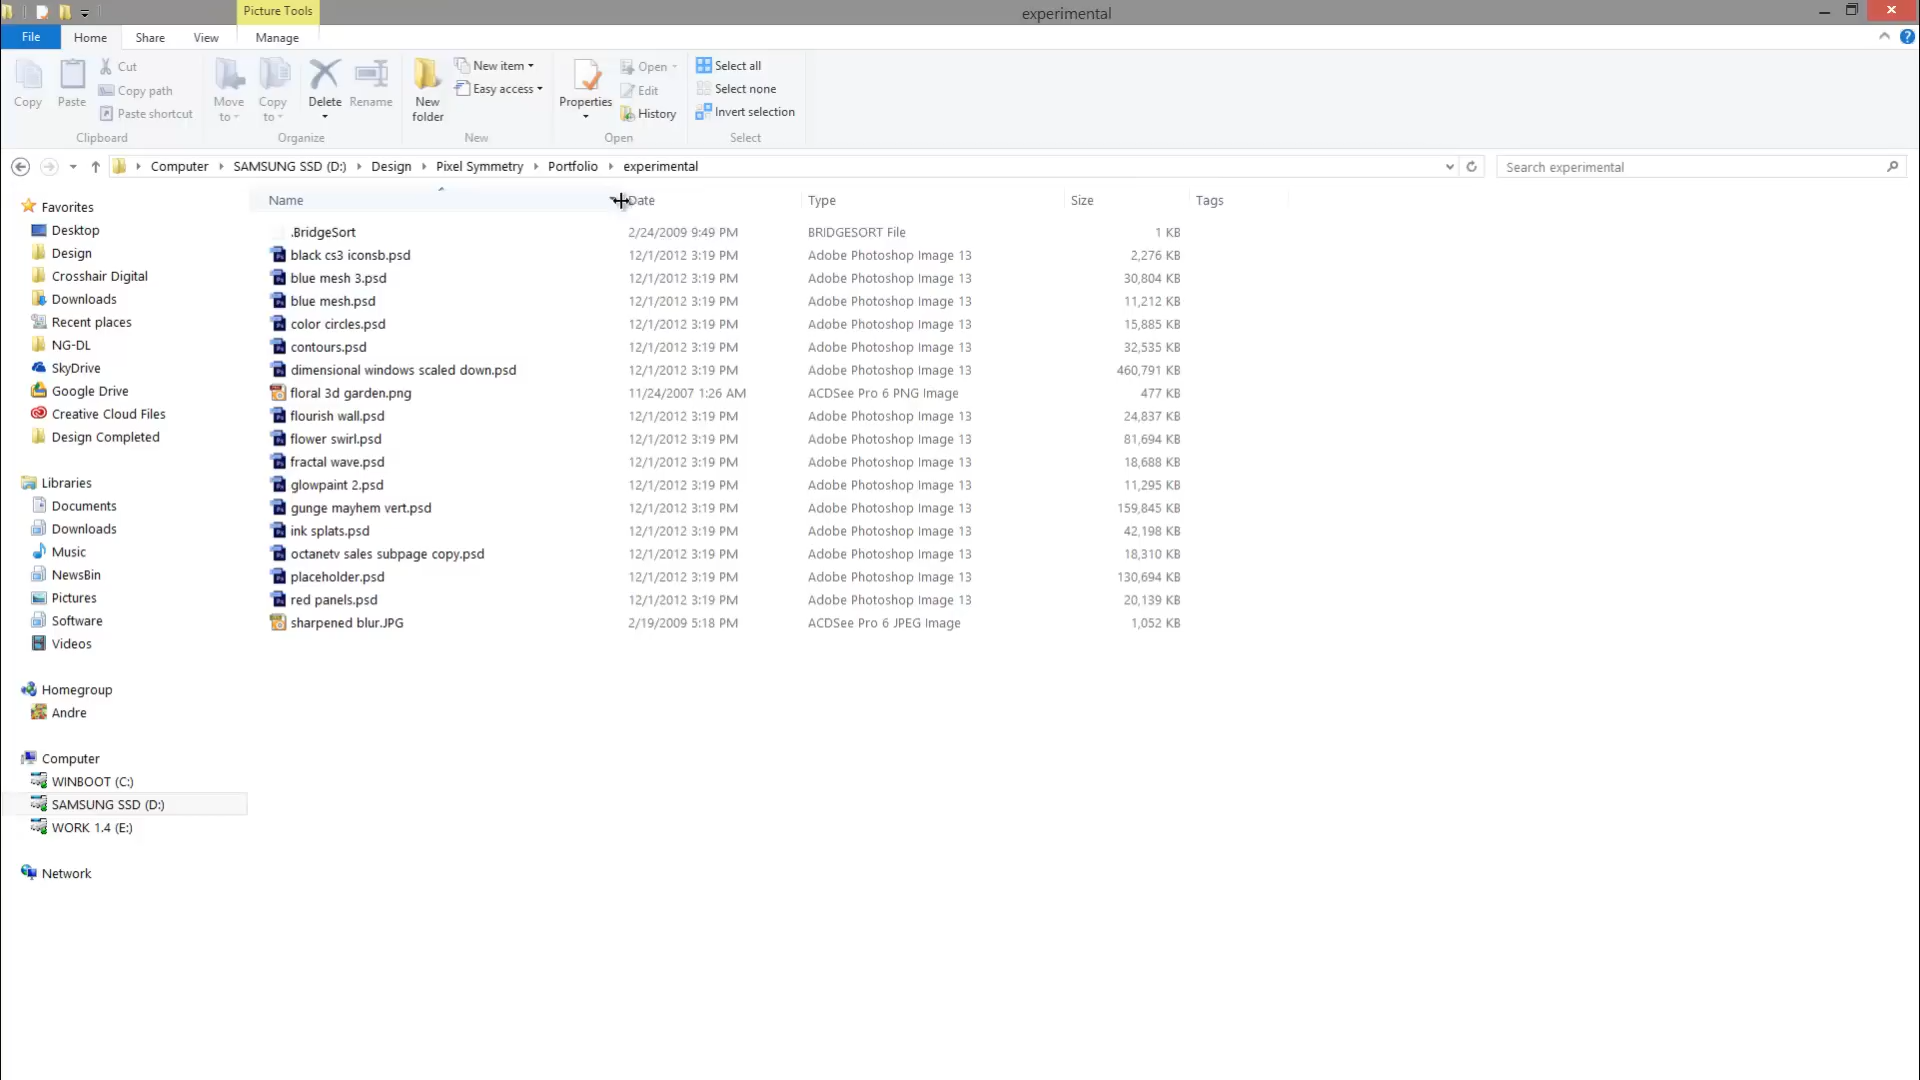 Picture Tools
experimental
File Home Share View Manage
Copy
Paste
Cut
Copy path
Paste shortcut
Clipboard
Move to
Copy to
Delete
Rename
Organize
New folder
New item
Easy access
New
Properties
Open
Edit
History
Open
Select all
Select none
Invert selection
Select
Computer SAMSUNG SSD (D:) Design Pixel Symmetry Portfolio experimental
Search experimental
Favorites
Desktop
Design
Crosshair Digital
Downloads
Recent places
NG-DL
SkyDrive
Google Drive
Creative Cloud Files
Design Completed
Libraries
Documents
Downloads
Music
NewsBin
Pictures
Software
Videos
Homegroup
Andre
Computer
WINBOOT (C:)
SAMSUNG SSD (D:)
WORK 1.4 (E:)
Network
Name Date Type Size Tags
.BridgeSort 2/24/2009 9:49 PM BRIDGESORT File 1 KB
black cs3 iconsb.psd 12/1/2012 3:19 PM Adobe Photoshop Image 13 2,276 KB
blue mesh 3.psd 12/1/2012 3:19 PM Adobe Photoshop Image 13 30,804 KB
blue mesh.psd 12/1/2012 3:19 PM Adobe Photoshop Image 13 11,212 KB
color circles.psd 12/1/2012 3:19 PM Adobe Photoshop Image 13 15,885 KB
contours.psd 12/1/2012 3:19 PM Adobe Photoshop Image 13 32,535 KB
dimensional windows scaled down.psd 12/1/2012 3:19 PM Adobe Photoshop Image 13 460,791 KB
floral 3d garden.png 11/24/2007 1:26 AM ACDSee Pro 6 PNG Image 477 KB
flourish wall.psd 12/1/2012 3:19 PM Adobe Photoshop Image 13 24,837 KB
flower swirl.psd 12/1/2012 3:19 PM Adobe Photoshop Image 13 81,694 KB
fractal wave.psd 12/1/2012 3:19 PM Adobe Photoshop Image 13 18,688 KB
glowpaint 2.psd 12/1/2012 3:19 PM Adobe Photoshop Image 13 11,295 KB
gunge mayhem vert.psd 12/1/2012 3:19 PM Adobe Photoshop Image 13 159,845 KB
ink splats.psd 12/1/2012 3:19 PM Adobe Photoshop Image 13 42,198 KB
octanetv sales subpage copy.psd 12/1/2012 3:19 PM Adobe Photoshop Image 13 18,310 KB
placeholder.psd 12/1/2012 3:19 PM Adobe Photoshop Image 13 130,694 KB
red panels.psd 12/1/2012 3:19 PM Adobe Photoshop Image 13 20,139 KB
sharpened blur.JPG 2/19/2009 5:18 PM ACDSee Pro 6 JPEG Image 1,052 KB